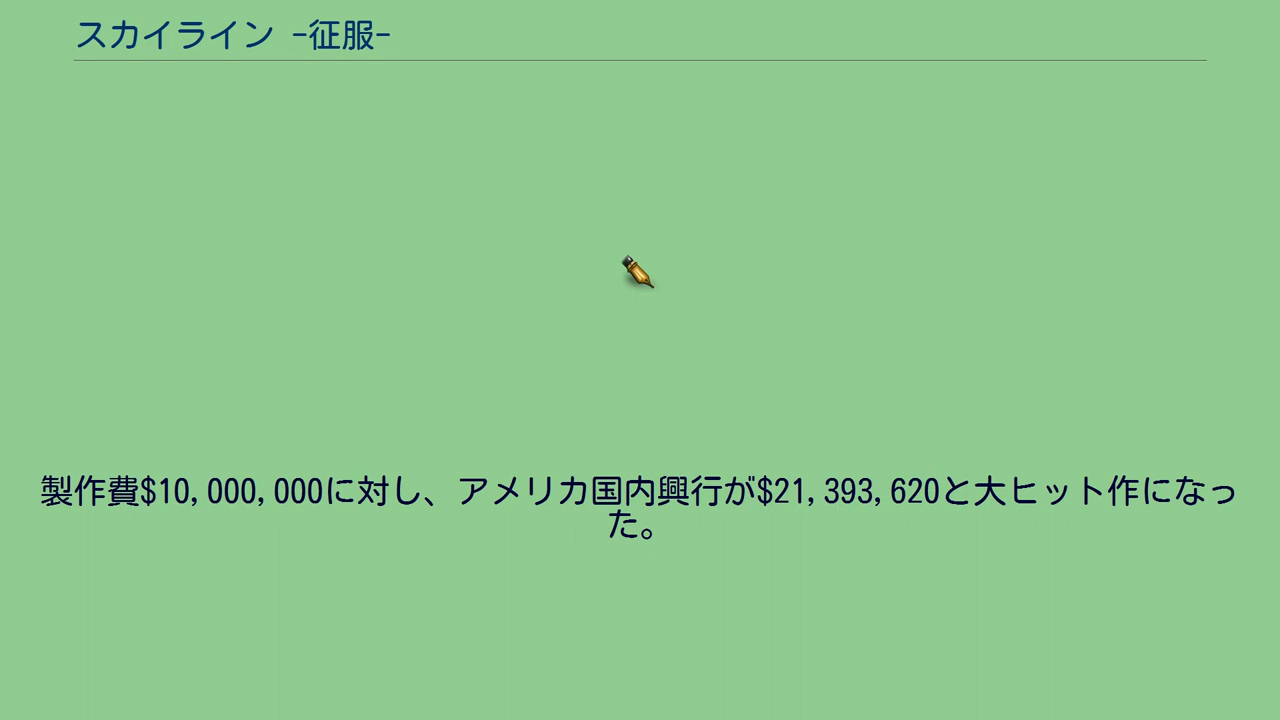 スカイライン -征服-
製作費$10,000,000に対し、アメリカ国内興行が$21,393,620と大ヒット作になっ
た。